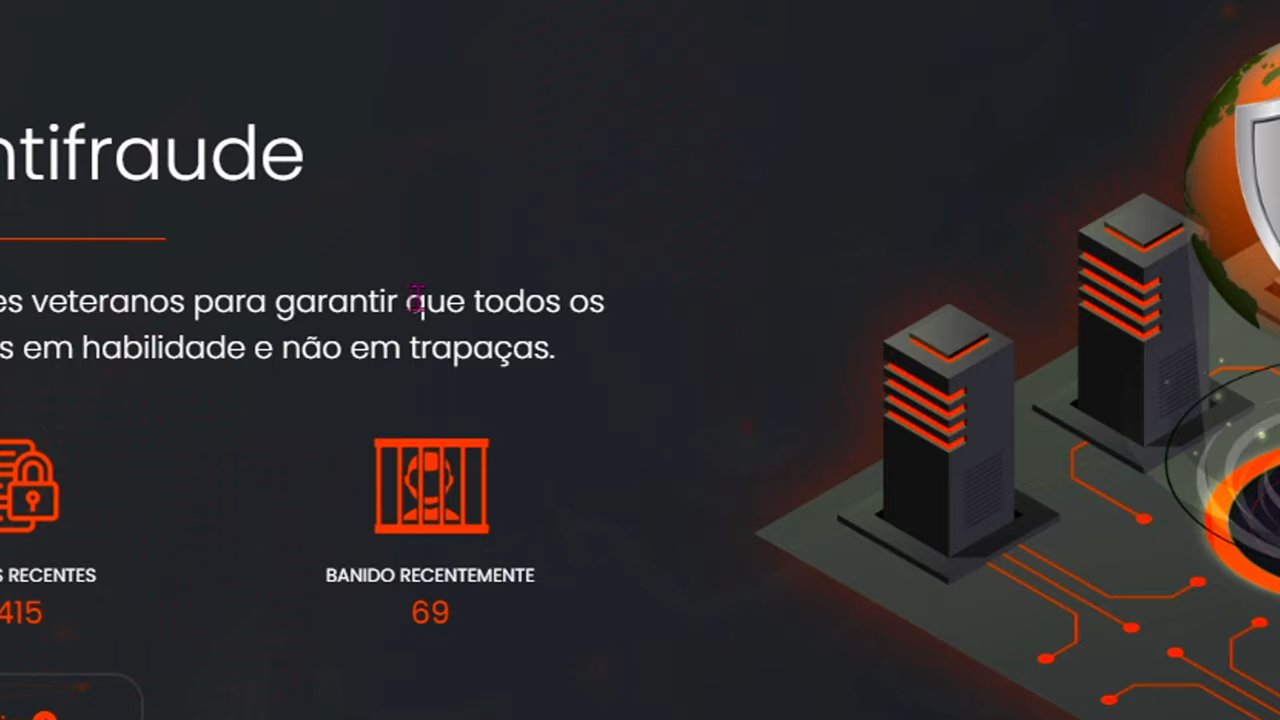 ntifraude
es veteranos para garantir que todos os
s em habilidade e não em trapaças.
S RECENTES
BANIDO RECENTEMENTE
415
69